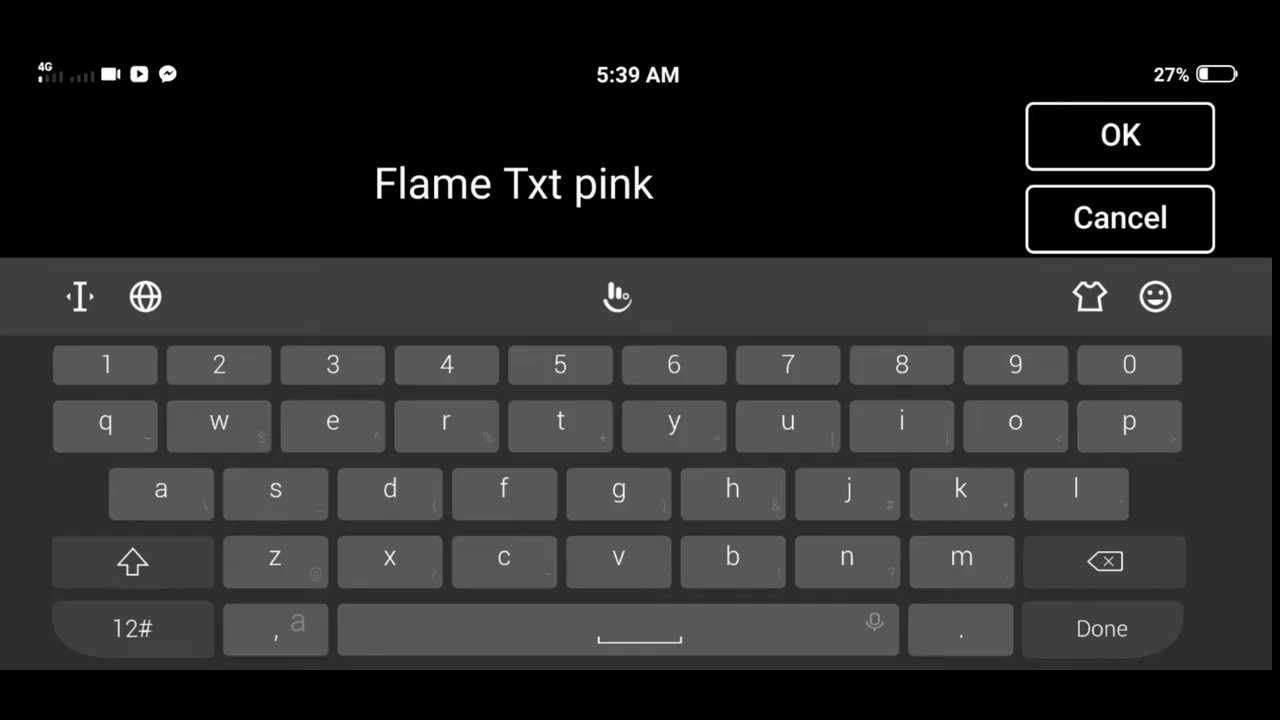 4G 5:39 AM 27%
OK
Flame Txt pink
Cancel
1 2 3 4 5 6 7 8 9 0
q w e r t y u i o p
a s d f g h j k l
z x c v b n m
12# , a . Done